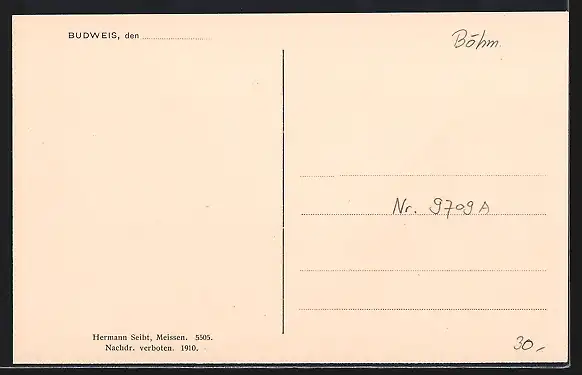 BUDWEIS, den
Böhm.
Nr. 9709 A
Hermann Seibt, Meissen. 5505.
Nachdr. verboten. 1910.
30,-